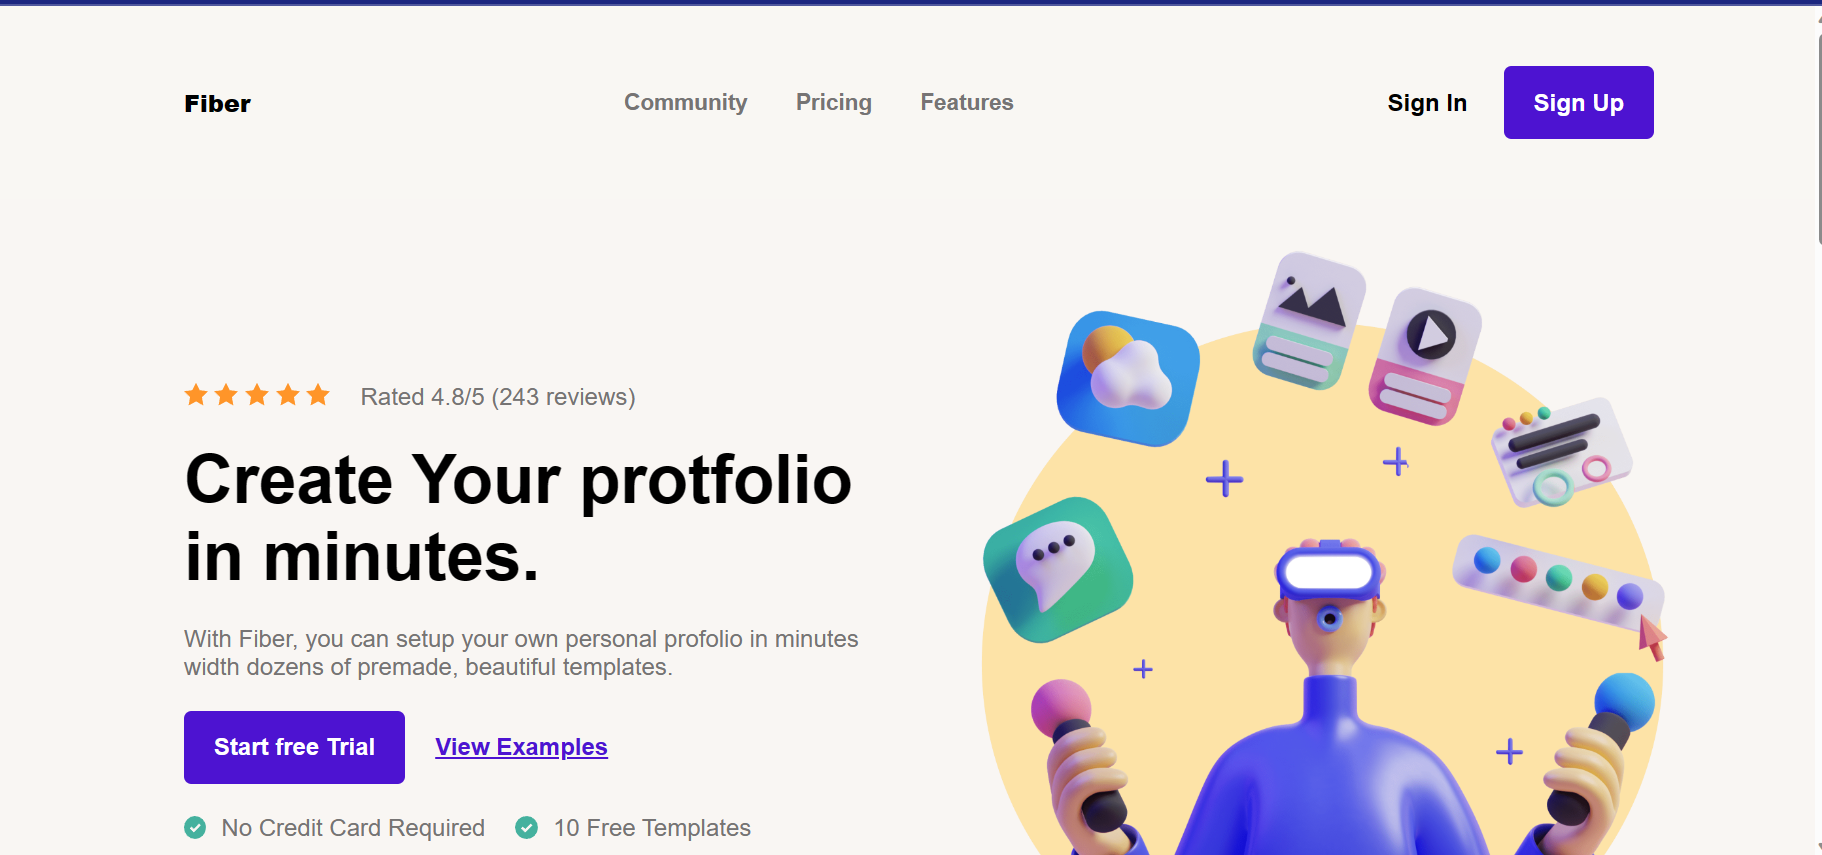 Fiber
Community Pricing Features
Sign In Sign Up
Rated 4.8/5 (243 reviews)
Create Your protfolio
in minutes.
With Fiber, you can setup your own personal profolio in minutes
width dozens of premade, beautiful templates.
Start free Trial View Examples
No Credit Card Required 10 Free Templates